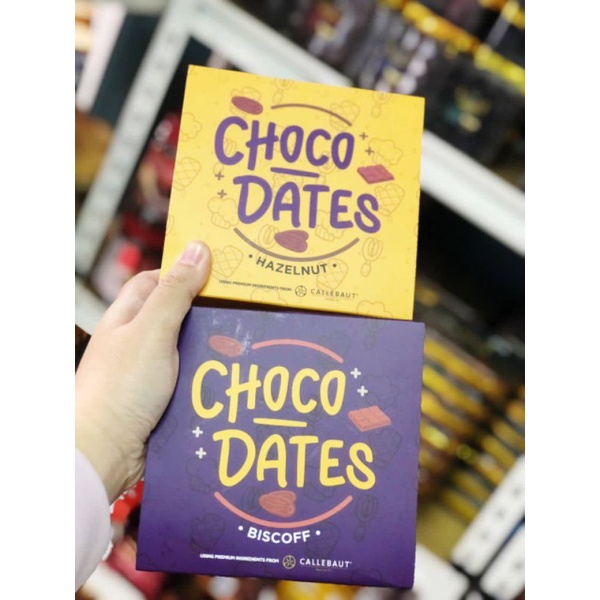 CHOCO
DATES
• HAZELNUT •
USING PREMIUM INGREDIENTS FROM CALLEBAUT
CHOCO
DATES
• BISCOFF •
USING PREMIUM INGREDIENTS FROM CALLEBAUT